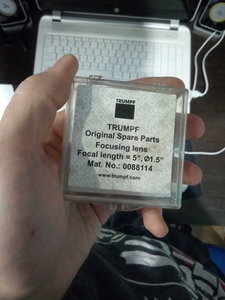 TRUMPF
TRUMPF
Original Spare Parts
Focusing lens
Focal length = 5", Ø1.5"
Mat. No.: 0088114
www.trumpf.com